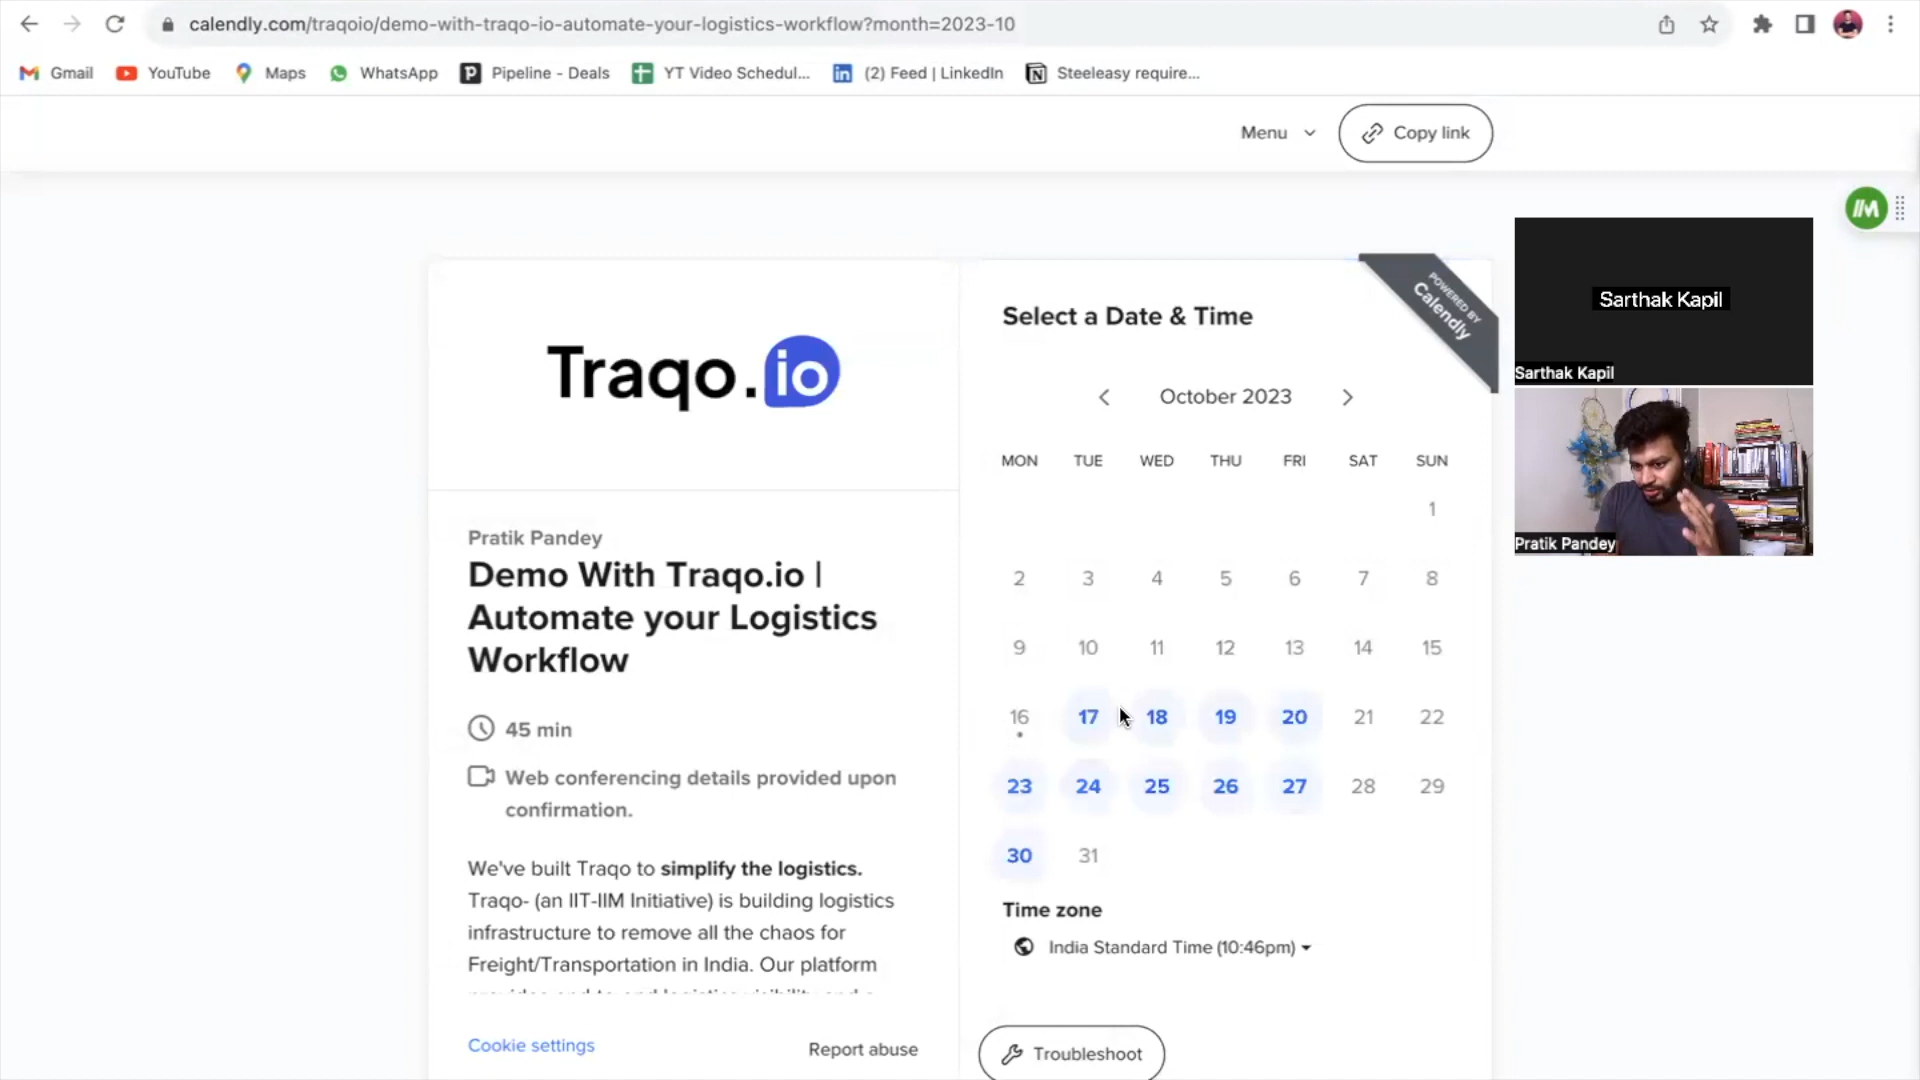 calendly.com/traqoio/demo-with-traqo-io-automate-your-logistics-workflow?month=2023-10
Gmail YouTube Maps WhatsApp Pipeline - Deals YT Video Schedul... (2) Feed | LinkedIn Steeleasy require...
Menu Copy link
Traqo.io
Pratik Pandey
Demo With Traqo.io |
Automate your Logistics
Workflow
45 min
Web conferencing details provided upon
confirmation.
We've built Traqo to simplify the logistics.
Traqo- (an IIT-IIM Initiative) is building logistics
infrastructure to remove all the chaos for
Freight/Transportation in India. Our platform
Cookie settings
Report abuse
Select a Date & Time
POWERED BY
Calendly
October 2023
MON TUE WED THU FRI SAT SUN
1
2 3 4 5 6 7 8
9 10 11 12 13 14 15
16 17 18 19 20 21 22
23 24 25 26 27 28 29
30 31
Time zone
India Standard Time (10:46pm)
Troubleshoot
Sarthak Kapil
Sarthak Kapil
Pratik Pandey